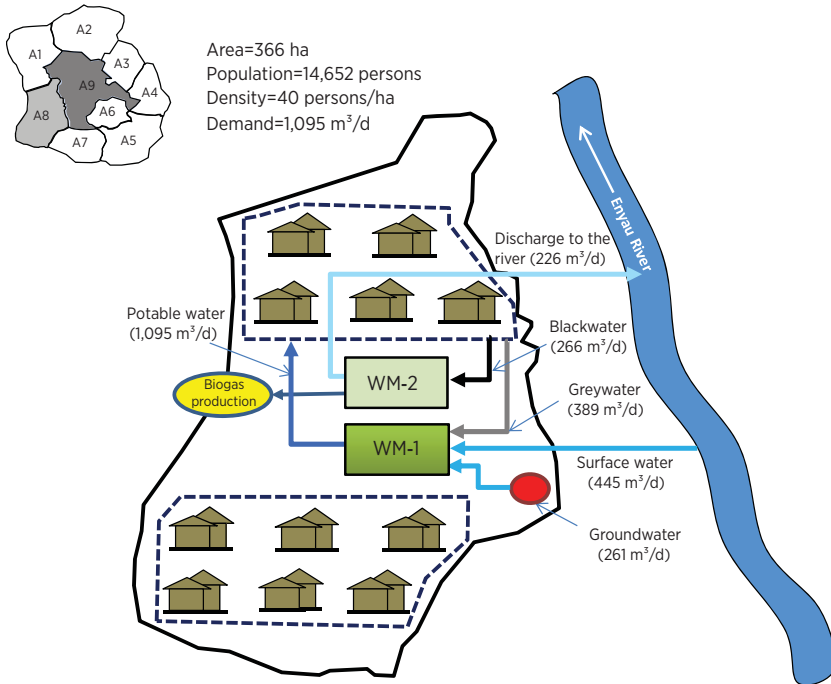 A1
A2
A3
A4
A5
A6
A7
A8
A9
Area=366 ha
Population=14,652 persons
Density=40 persons/ha
Demand=1,095 m³/d
Enyau River
Discharge to the
river (226 m³/d)
Potable water
(1,095 m³/d)
Blackwater
(266 m³/d)
Biogas
production
WM-2
Greywater
(389 m³/d)
WM-1
Surface water
(445 m³/d)
Groundwater
(261 m³/d)